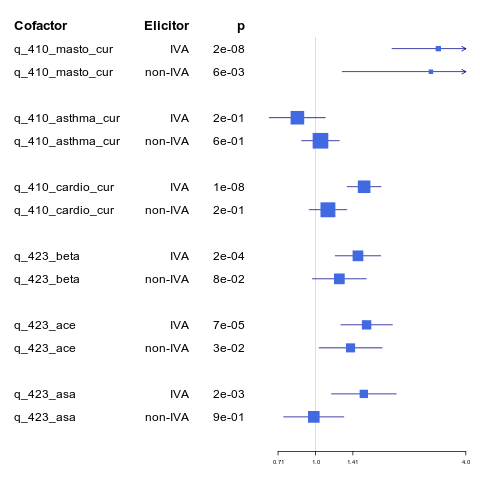 Cofactor Elicitor p
q_410_masto_cur IVA 2e-08
q_410_masto_cur non-IVA 6e-03
q_410_asthma_cur IVA 2e-01
q_410_asthma_cur non-IVA 6e-01
q_410_cardio_cur IVA 1e-08
q_410_cardio_cur non-IVA 2e-01
q_423_beta IVA 2e-04
q_423_beta non-IVA 8e-02
q_423_ace IVA 7e-05
q_423_ace non-IVA 3e-02
q_423_asa IVA 2e-03
q_423_asa non-IVA 9e-01
0.71 1.0 1.41 4.0